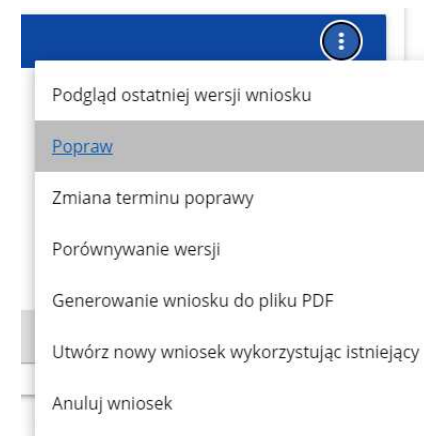 Podgląd ostatniej wersji wniosku
Popraw
Zmiana terminu poprawy
Porównywanie wersji
Generowanie wniosku do pliku PDF
Utwórz nowy wniosek wykorzystując istniejący
Anuluj wniosek